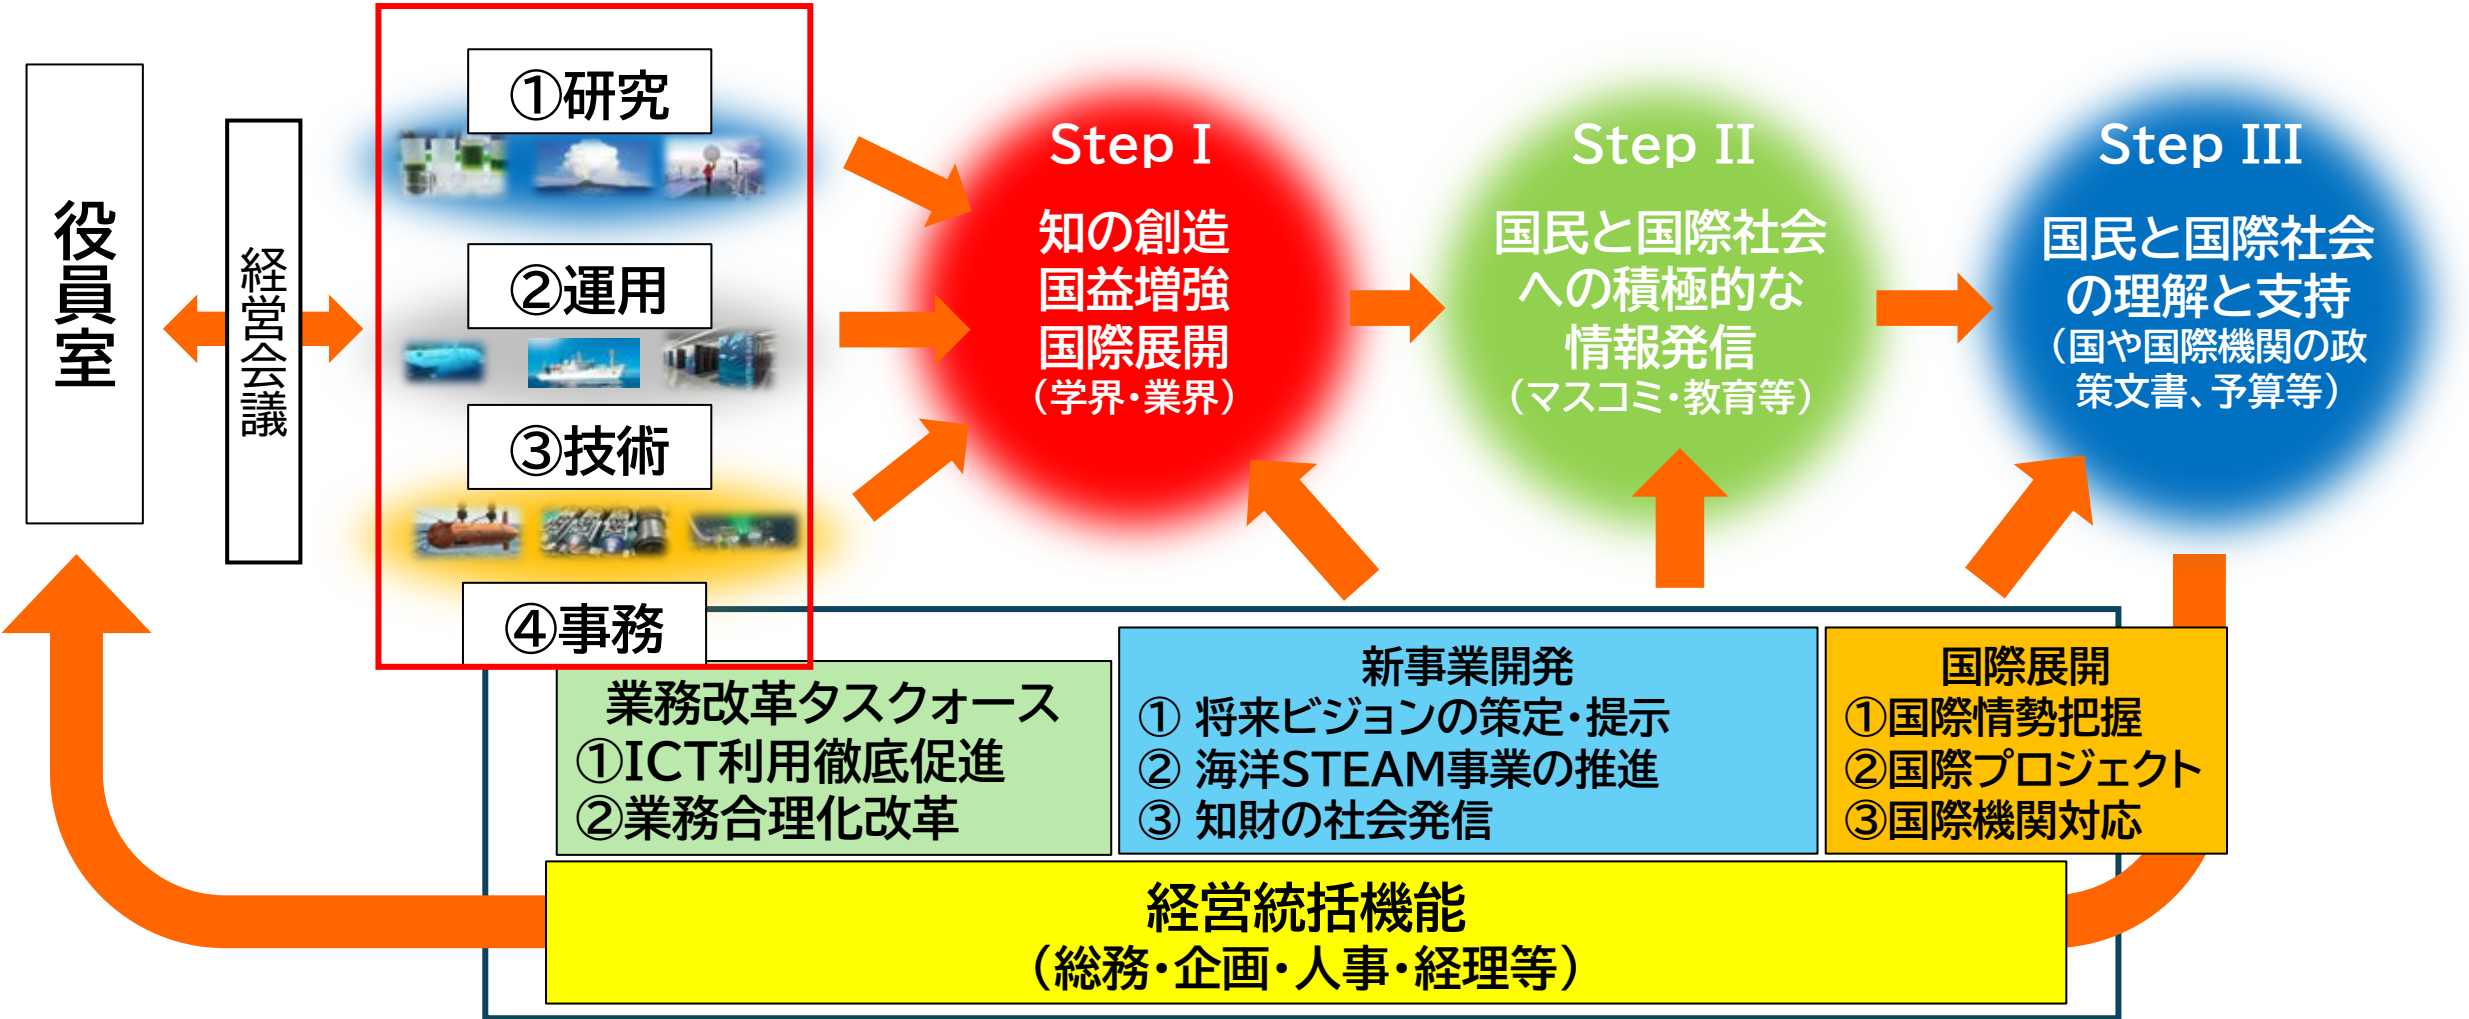 役員室
経営会議
①研究
②運用
③技術
④事務
Step I
知の創造
国益増強
国際展開
（学界・業界）
Step II
国民と国際社会
への積極的な
情報発信
（マスコミ・教育等）
Step III
国民と国際社会
の理解と支持
（国や国際機関の政
策文書、予算等）
業務改革タスクォース
①ICT利用徹底促進
②業務合理化改革
新事業開発
① 将来ビジョンの策定・提示
② 海洋STEAM事業の推進
③ 知財の社会発信
国際展開
①国際情勢把握
②国際プロジェクト
③国際機関対応
経営統括機能
（総務・企画・人事・経理等）